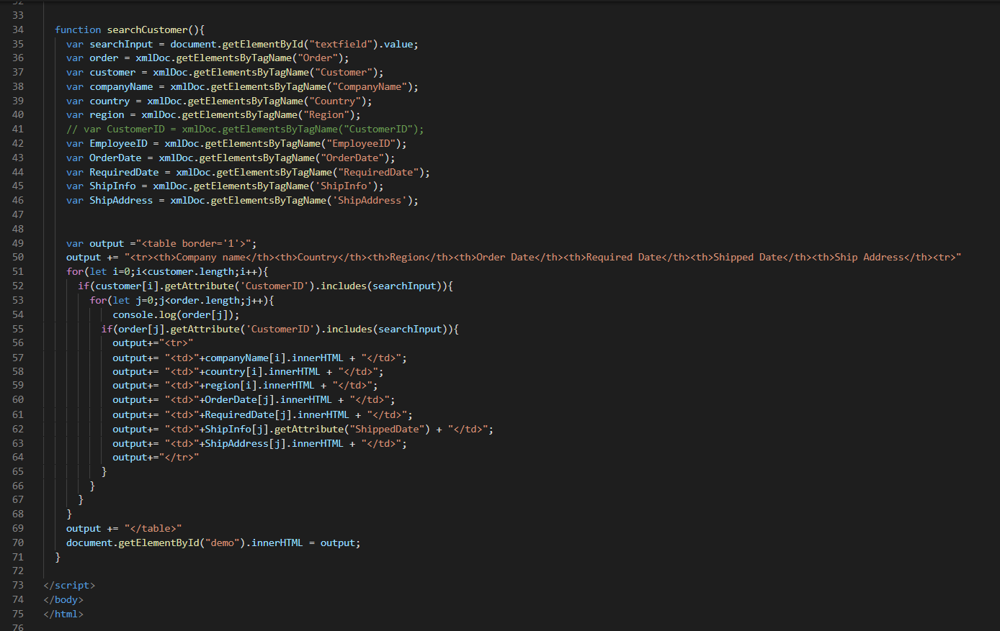 32
33
34 function searchCustomer(){
35 var searchInput = document.getElementById("textfield").value;
36 var order = xmlDoc.getElementsByTagName("Order");
37 var customer = xmlDoc.getElementsByTagName("Customer");
38 var companyName = xmlDoc.getElementsByTagName("CompanyName");
39 var country = xmlDoc.getElementsByTagName("Country");
40 var region = xmlDoc.getElementsByTagName("Region");
41 // var CustomerID = xmlDoc.getElementsByTagName("CustomerID");
42 var EmployeeID = xmlDoc.getElementsByTagName("EmployeeID");
43 var OrderDate = xmlDoc.getElementsByTagName("OrderDate");
44 var RequiredDate = xmlDoc.getElementsByTagName("RequiredDate");
45 var ShipInfo = xmlDoc.getElementsByTagName('ShipInfo');
46 var ShipAddress = xmlDoc.getElementsByTagName('ShipAddress');
47
48
49 var output ="<table border='1'>";
50 output += "<tr><th>Company name</th><th>Country</th><th>Region</th><th>Order Date</th><th>Required Date</th><th>Shipped Date</th><th>Ship Address</th><tr>"
51 for(let i=0;i<customer.length;i++){
52 if(customer[i].getAttribute('CustomerID').includes(searchInput)){
53 for(let j=0;j<order.length;j++){
54 console.log(order[j]);
55 if(order[j].getAttribute('CustomerID').includes(searchInput)){
56 output+="<tr>"
57 output+= "<td>"+companyName[i].innerHTML + "</td>";
58 output+= "<td>"+country[i].innerHTML + "</td>";
59 output+= "<td>"+region[i].innerHTML + "</td>";
60 output+= "<td>"+OrderDate[j].innerHTML + "</td>";
61 output+= "<td>"+RequiredDate[j].innerHTML + "</td>";
62 output+= "<td>"+ShipInfo[j].getAttribute("ShippedDate") + "</td>";
63 output+= "<td>"+ShipAddress[j].innerHTML + "</td>";
64 output+="</tr>"
65 }
66 }
67 }
68 }
69 output += "</table>"
70 document.getElementById("demo").innerHTML = output;
71 }
72
73 </script>
74 </body>
75 </html>
76